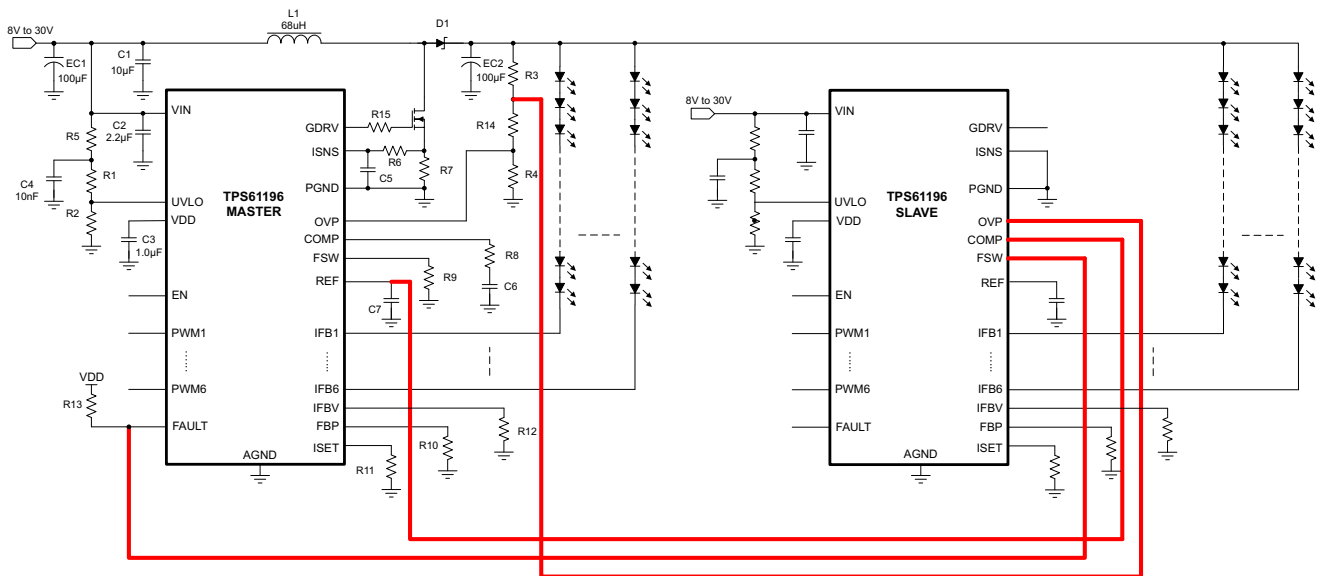 8V to 30V
L1
68uH
D1
EC1
100µF
C1
10µF
EC2
100µF
R3
VIN
R5
C2
2.2µF
R15
GDRV
R14
ISNS
R6
R7
C5
C4
10nF
R1
R4
PGND
UVLO
TPS61196
MASTER
R2
VDD
OVP
C3
1.0µF
COMP
FSW
R8
R9
REF
C6
C7
EN
PWM1
IFB1
PWM6
IFB6
VDD
R13
IFBV
FAULT
FBP
R12
R10
ISET
R11
AGND
8V to 30V
VIN
GDRV
ISNS
PGND
UVLO
TPS61196
SLAVE
VDD
OVP
COMP
FSW
REF
EN
PWM1
IFB1
PWM6
IFB6
IFBV
FAULT
FBP
ISET
AGND